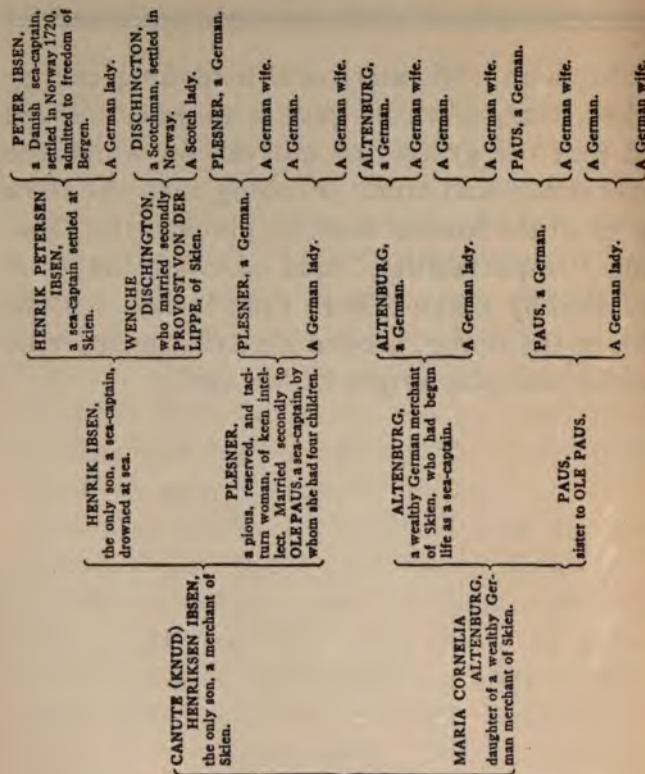 CANUTE (KNUD)
HENRIKSEN IBSEN,
the only son, a merchant of
Skien.
MARIA CORNELIA
ALTENBURG,
daughter of a wealthy Ger-
man merchant of Skien.
HENRIK IBSEN,
the only son, a sea-captain,
drowned at sea.
PLESNER,
a pious, reserved, and taci-
turn woman, of keen intel-
lect. Married secondly to
OLE PAUS, a sea-captain, by
whom she had four children.
ALTENBURG,
a wealthy German merchant
of Skien, who had begun
life as a sea-captain.
PAUS,
sister to OLE PAUS.
HENRIK PETERSEN
IBSEN,
a sea-captain settled at
Skien.
WENCHE
DISCHINGTON,
who married secondly
PROVOST VON DER
LIPPE, of Skien.
PLESNER, a German.
A German lady.
ALTENBURG,
a German.
A German lady.
PAUS, a German.
A German lady.
PETER IBSEN,
a Danish sea-captain,
settled in Norway 1720,
admitted to freedom of
Bergen.
A German lady.
DISCHINGTON,
a Scotchman, settled in
Norway.
A Scotch lady.
PLESNER, a German.
A German wife.
A German.
A German wife.
ALTENBURG,
a German.
A German wife.
A German.
A German wife.
PAUS, a German.
A German wife.
A German.
A German wife.